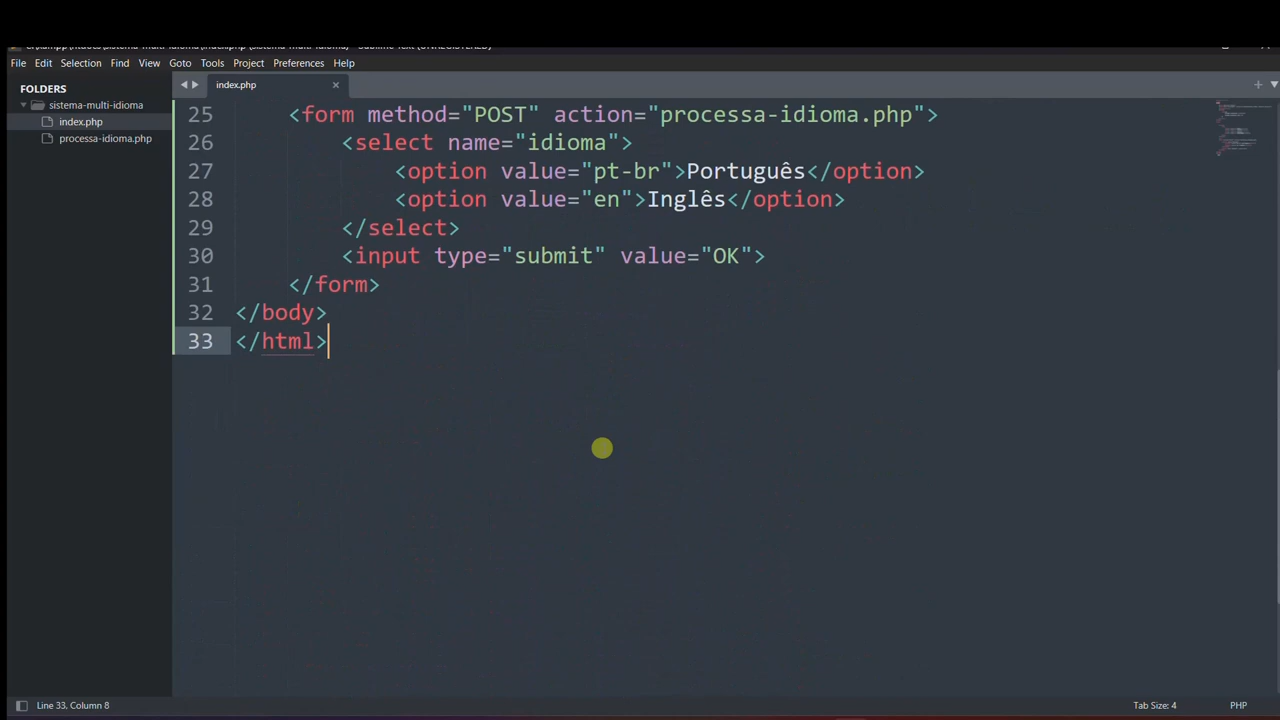 File Edit Selection Find View Goto Tools Project Preferences Help
FOLDERS
sistema-multi-idioma
index.php
processa-idioma.php
index.php
25 <form method="POST" action="processa-idioma.php">
26 <select name="idioma">
27 <option value="pt-br">Português</option>
28 <option value="en">Inglês</option>
29 </select>
30 <input type="submit" value="OK">
31 </form>
32 </body>
33 </html>
Line 33, Column 8 Tab Size: 4 PHP